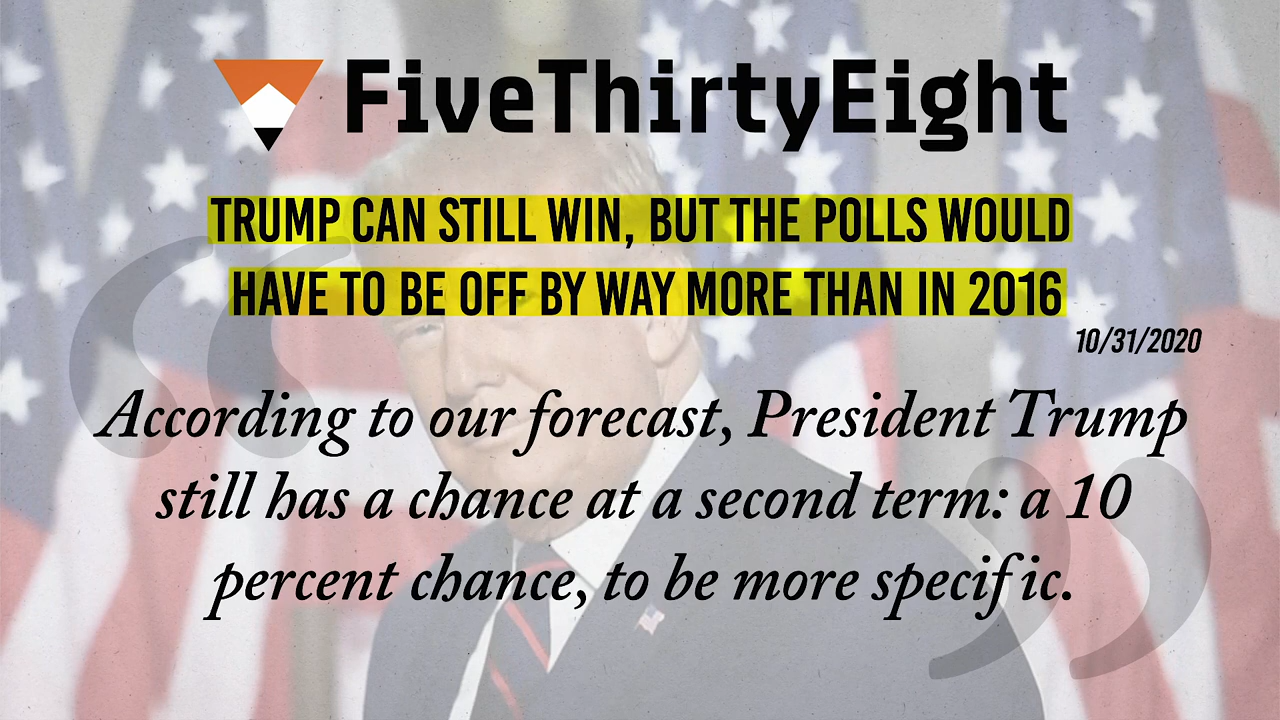 FiveThirtyEight
TRUMP CAN STILL WIN, BUT THE POLLS WOULD
HAVE TO BE OFF BY WAY MORE THAN IN 2016
10/31/2020
According to our forecast, President Trump
still has a chance at a second term: a 10
percent chance, to be more specific.